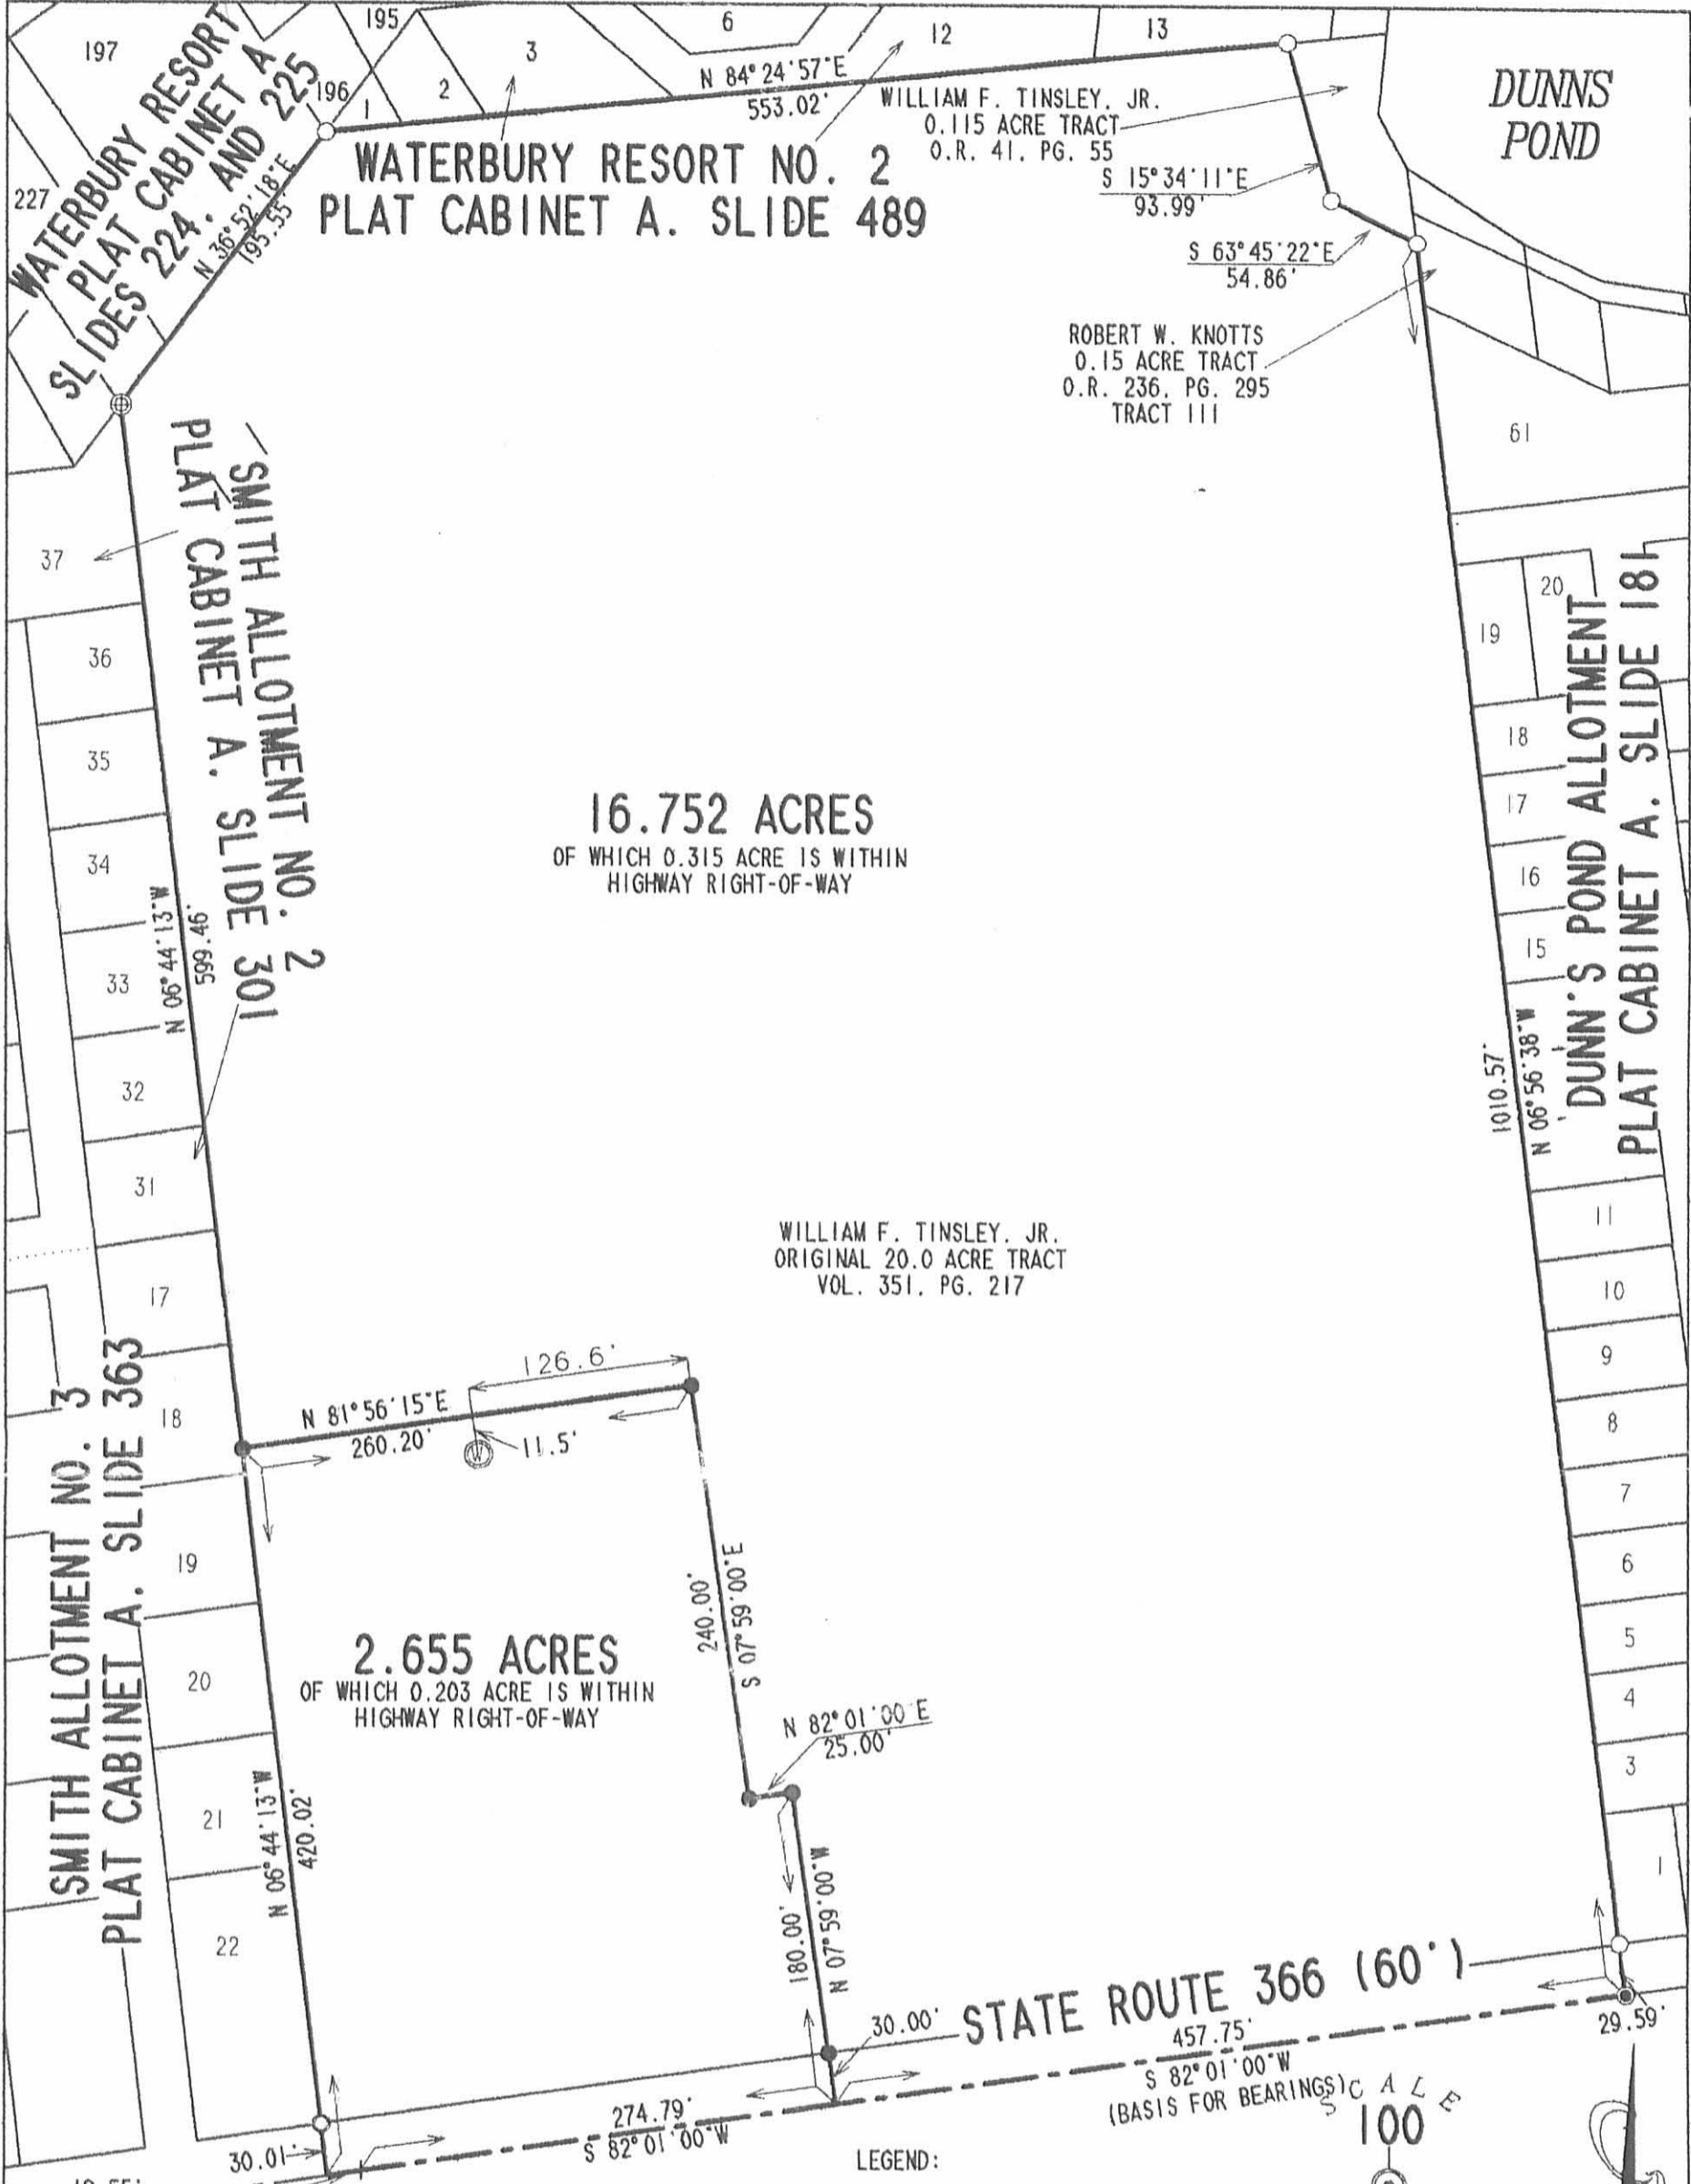 197
195
196
1
2
3
6
12
13
227
WATERBURY RESORT
PLAT CABINET A
SLIDES 224. AND 225
N 36°52'18"E
195.55'
N 84°24'57"E
553.02'
WATERBURY RESORT NO. 2
PLAT CABINET A. SLIDE 489
WILLIAM F. TINSLEY. JR.
0.115 ACRE TRACT
O.R. 41. PG. 55
DUNNS
POND
S 15°34'11"E
93.99'
S 63°45'22"E
54.86'
ROBERT W. KNOTTS
0.15 ACRE TRACT
O.R. 236. PG. 295
TRACT III
61
SMITH ALLOTMENT NO. 2
PLAT CABINET A. SLIDE 301
37
36
35
34
33
32
31
17
18
19
20
21
22
N 06°44'13"W
599.46'
16.752 ACRES
OF WHICH 0.315 ACRE IS WITHIN
HIGHWAY RIGHT-OF-WAY
20
19
18
17
16
15
11
10
9
8
7
6
5
4
3
1
DUNN'S POND ALLOTMENT
PLAT CABINET A. SLIDE 181
1010.57'
N 06°56'38"W
WILLIAM F. TINSLEY. JR.
ORIGINAL 20.0 ACRE TRACT
VOL. 351. PG. 217
SMITH ALLOTMENT NO. 3
PLAT CABINET A. SLIDE 363
126.6'
N 81°56'15"E
260.20'
W
11.5'
240.00'
S 07°59'00"E
2.655 ACRES
OF WHICH 0.203 ACRE IS WITHIN
HIGHWAY RIGHT-OF-WAY
N 82°01'00"E
25.00'
N 06°44'13"W
420.02'
180.00'
N 07°59'00"W
30.00'
STATE ROUTE 366 (60')
457.75'
S 82°01'00"W
(BASIS FOR BEARINGS)
29.59'
274.79'
S 82°01'00"W
30.01'
LEGEND:
SCALE
100